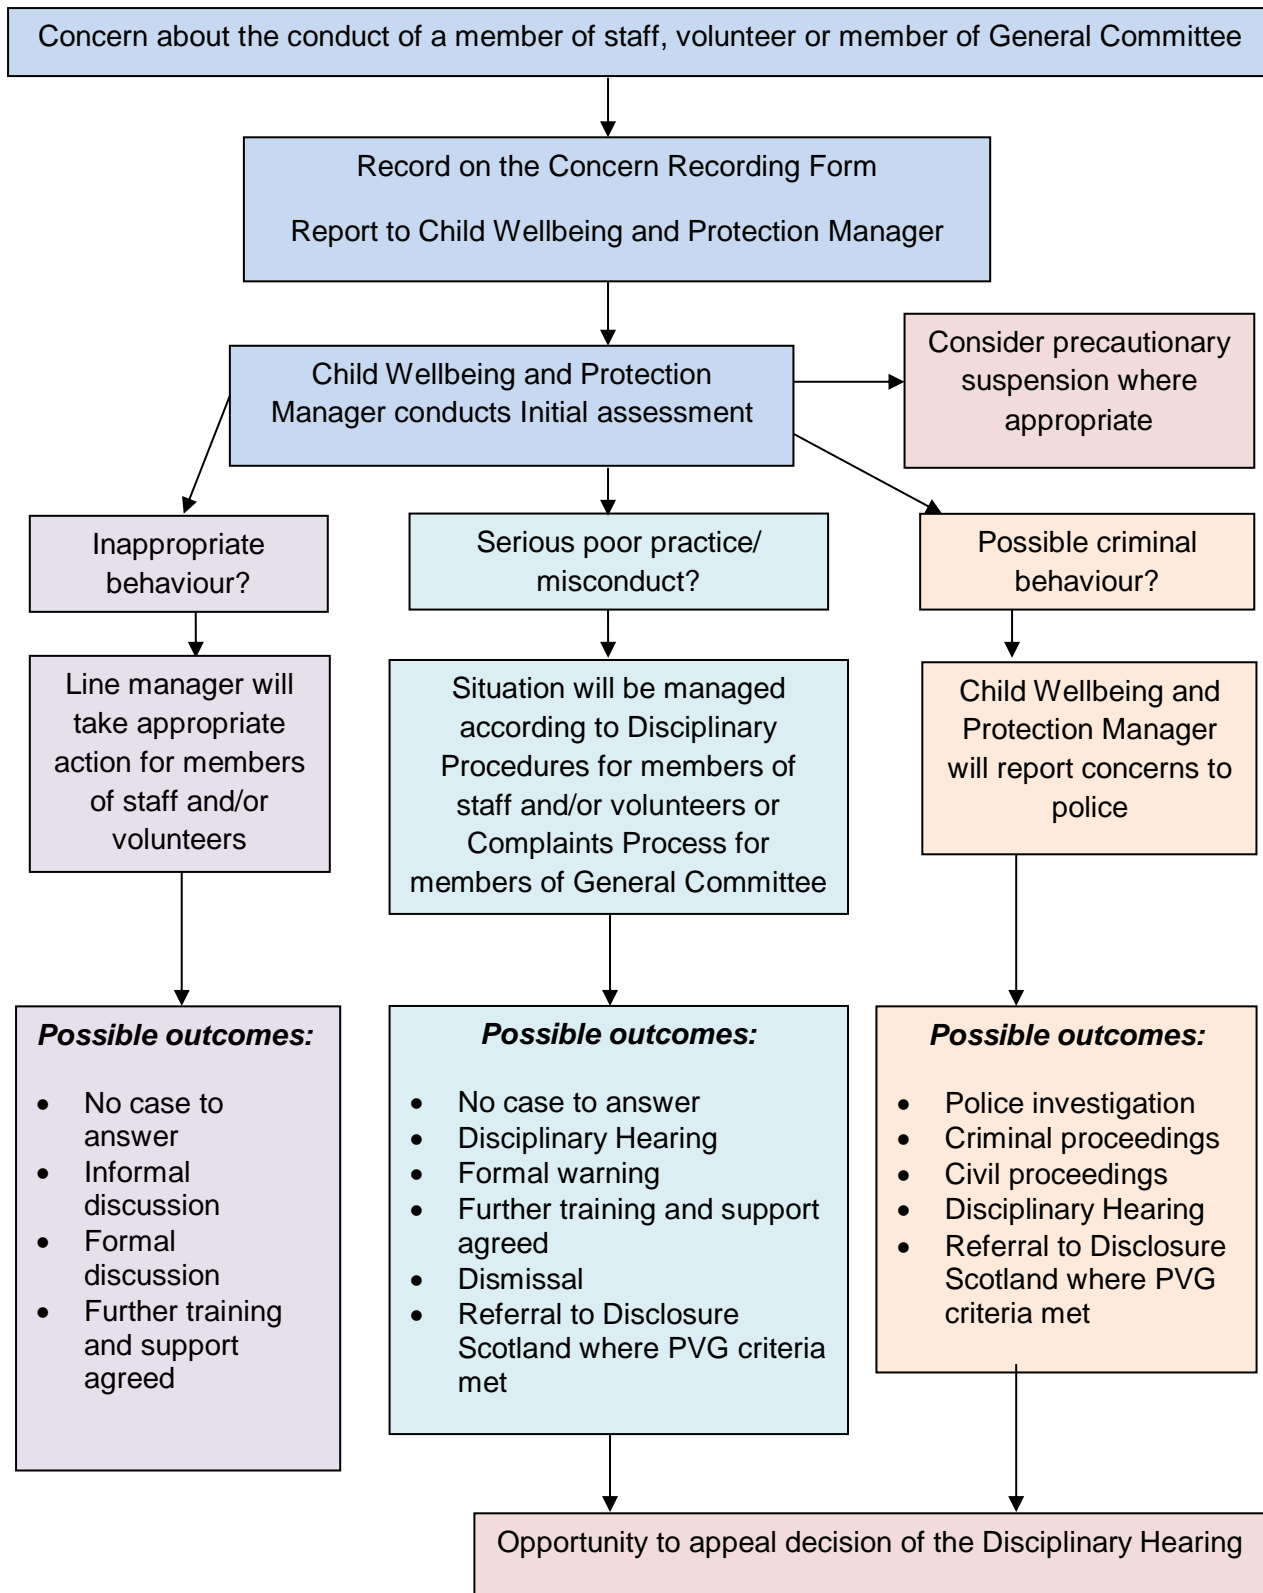 Concern about the conduct of a member of staff, volunteer or member of General Committee
Record on the Concern Recording Form
Report to Child Wellbeing and Protection Manager
Child Wellbeing and Protection
Manager conducts Initial assessment
Consider precautionary
suspension where
appropriate
Inappropriate
behaviour?
Serious poor practice/
misconduct?
Possible criminal
behaviour?
Line manager will
take appropriate
action for members
of staff and/or
volunteers
Situation will be managed
according to Disciplinary
Procedures for members of
staff and/or volunteers or
Complaints Process for
members of General Committee
Child Wellbeing and
Protection Manager
will report concerns to
police
Possible outcomes:
• No case to
answer
• Informal
discussion
• Formal
discussion
• Further training
and support
agreed
Possible outcomes:
• No case to answer
• Disciplinary Hearing
• Formal warning
• Further training and support
agreed
• Dismissal
• Referral to Disclosure
Scotland where PVG criteria
met
Possible outcomes:
• Police investigation
• Criminal proceedings
• Civil proceedings
• Disciplinary Hearing
• Referral to Disclosure
Scotland where PVG
criteria met
Opportunity to appeal decision of the Disciplinary Hearing